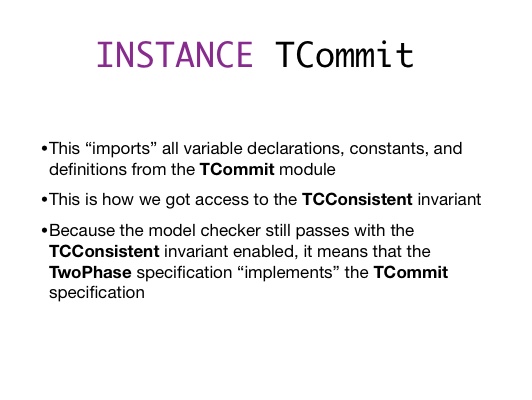 INSTANCE TCommit
•This “imports” all variable declarations, constants, and
definitions from the TCommit module
•This is how we got access to the TCConsistent invariant
•Because the model checker still passes with the
TCConsistent invariant enabled, it means that the
TwoPhase specification “implements” the TCommit
specification